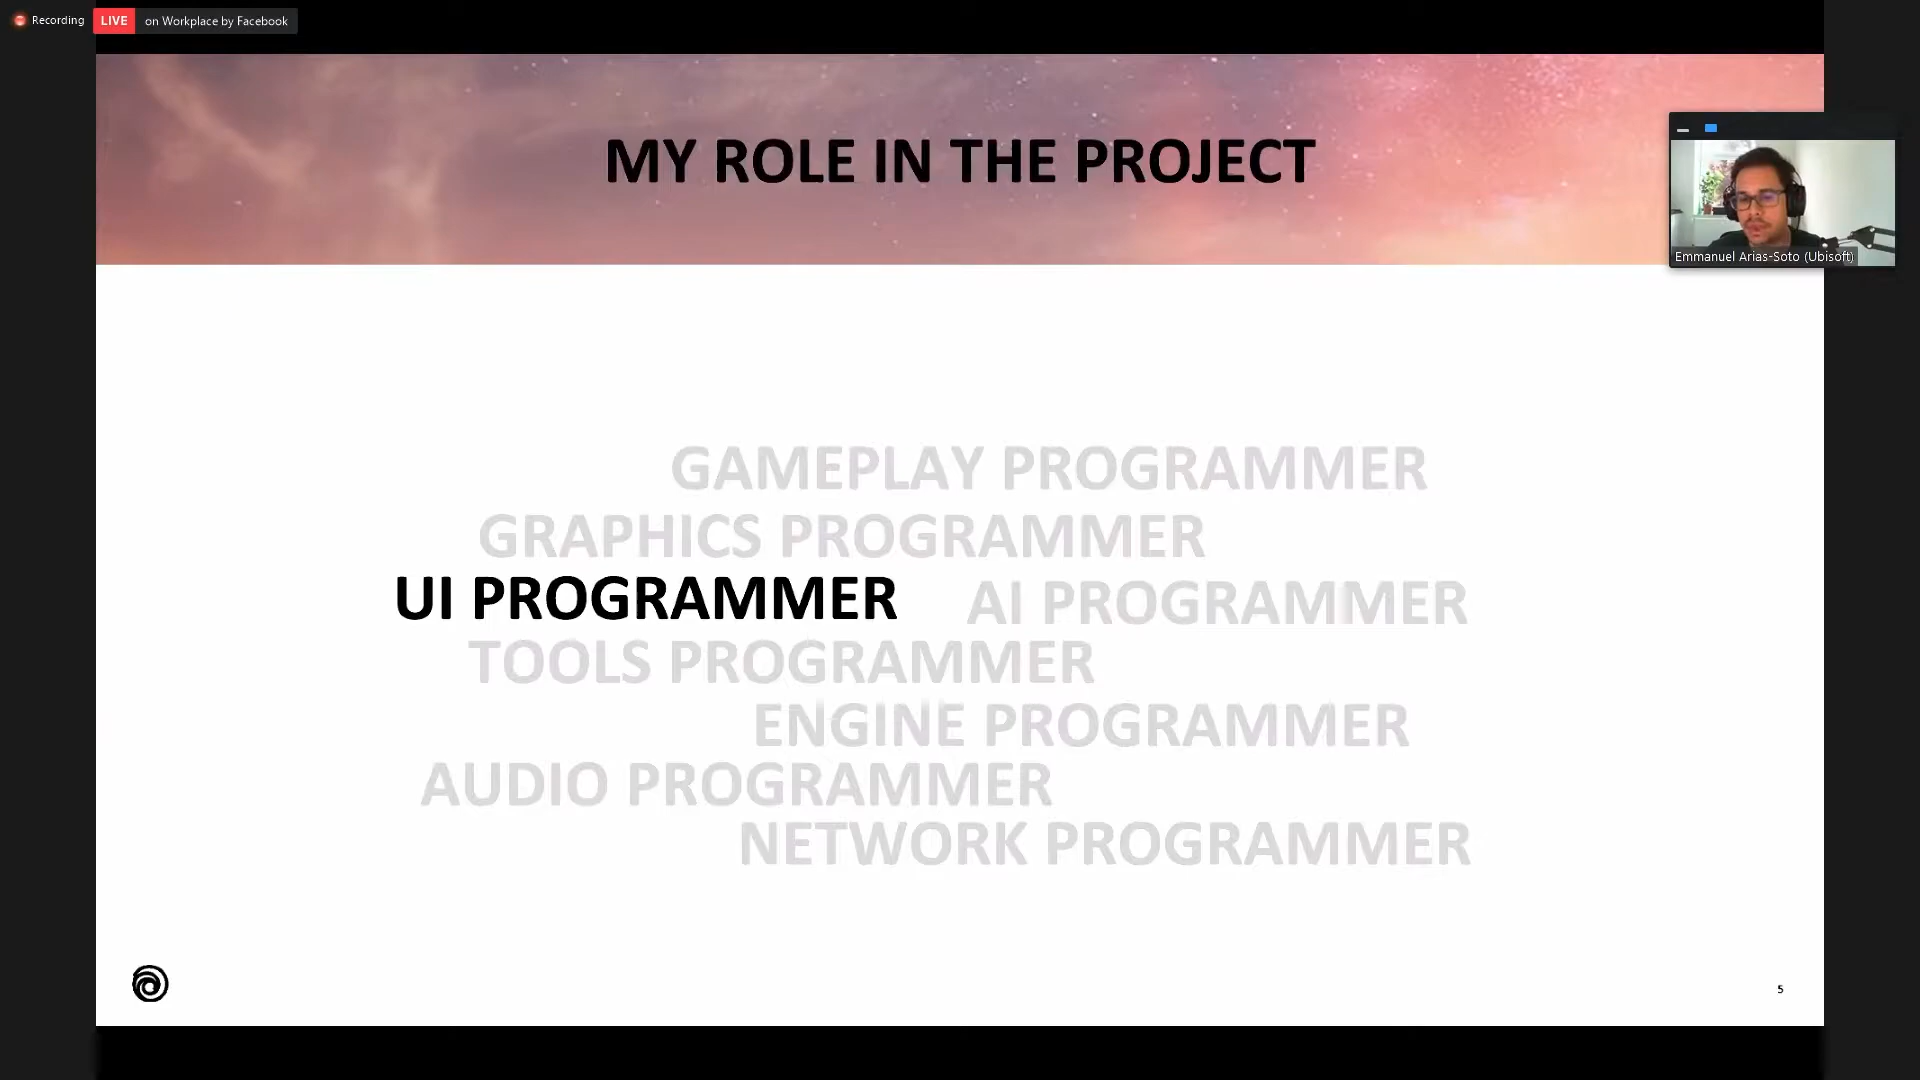 Recording
LIVE on Workplace by Facebook
MY ROLE IN THE PROJECT
Emmanuel Arias-Soto (Ubisoft)
GAMEPLAY PROGRAMMER
GRAPHICS PROGRAMMER
UI PROGRAMMER
AI PROGRAMMER
TOOLS PROGRAMMER
ENGINE PROGRAMMER
AUDIO PROGRAMMER
NETWORK PROGRAMMER
5